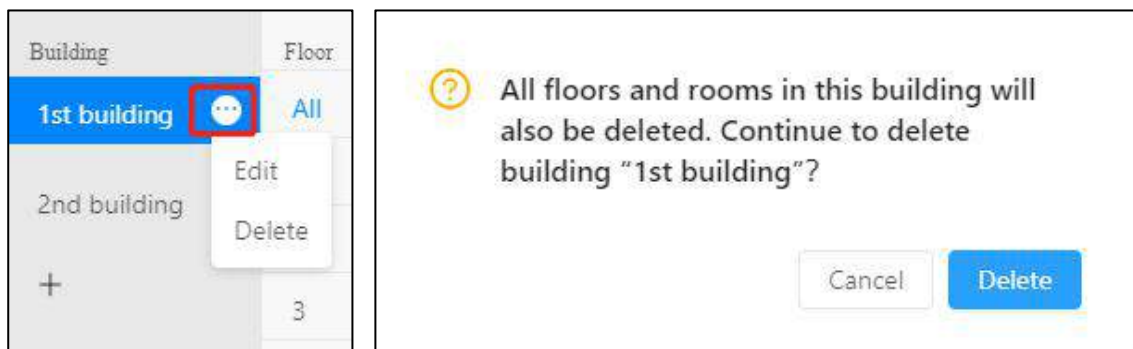 Building
Floor
1st building
All
Edit
2nd building
Delete
+
3
All floors and rooms in this building will
also be deleted. Continue to delete
building “1st building”?
Cancel
Delete